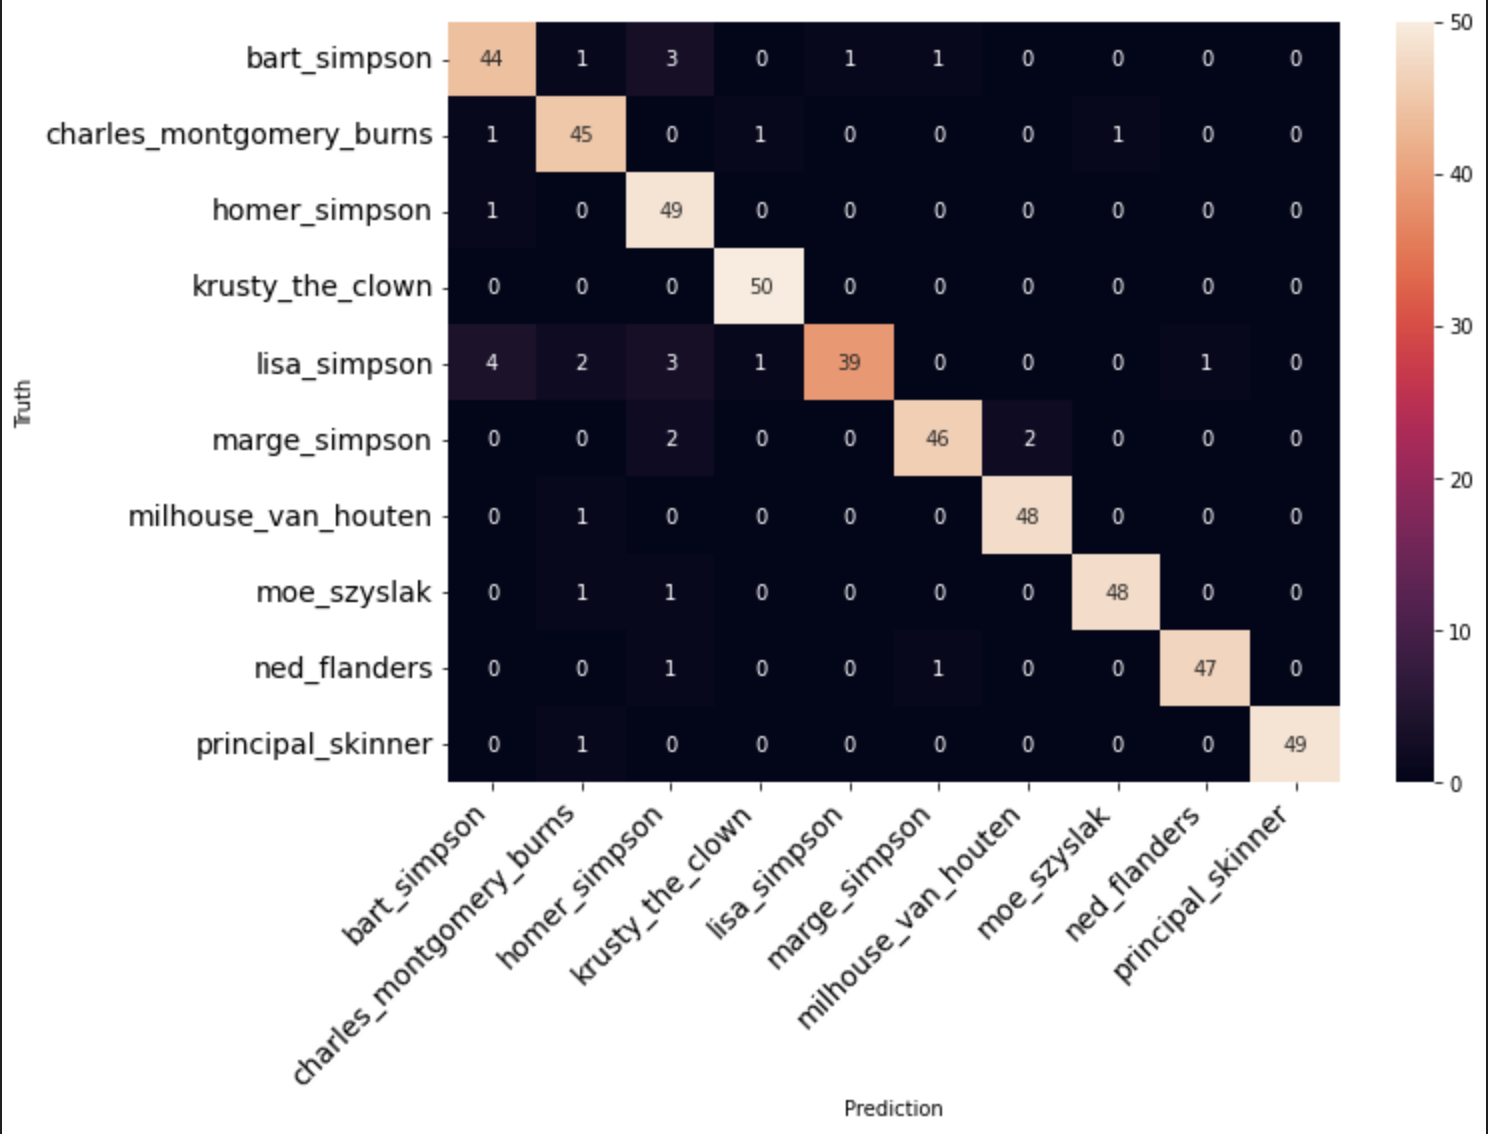 bart_simpson 44 1 3 0 1 1 0 0 0 0
charles_montgomery_burns 1 45 0 1 0 0 0 1 0 0
homer_simpson 1 0 49 0 0 0 0 0 0 0
krusty_the_clown 0 0 0 50 0 0 0 0 0 0
lisa_simpson 4 2 3 1 39 0 0 0 1 0
marge_simpson 0 0 2 0 0 46 2 0 0 0
milhouse_van_houten 0 1 0 0 0 0 48 0 0 0
moe_szyslak 0 1 1 0 0 0 0 48 0 0
ned_flanders 0 0 1 0 0 1 0 0 47 0
principal_skinner 0 1 0 0 0 0 0 0 0 49
Truth
bart_simpson
charles_montgomery_burns
homer_simpson
krusty_the_clown
lisa_simpson
marge_simpson
milhouse_van_houten
moe_szyslak
ned_flanders
principal_skinner
Prediction
50
40
30
20
10
0